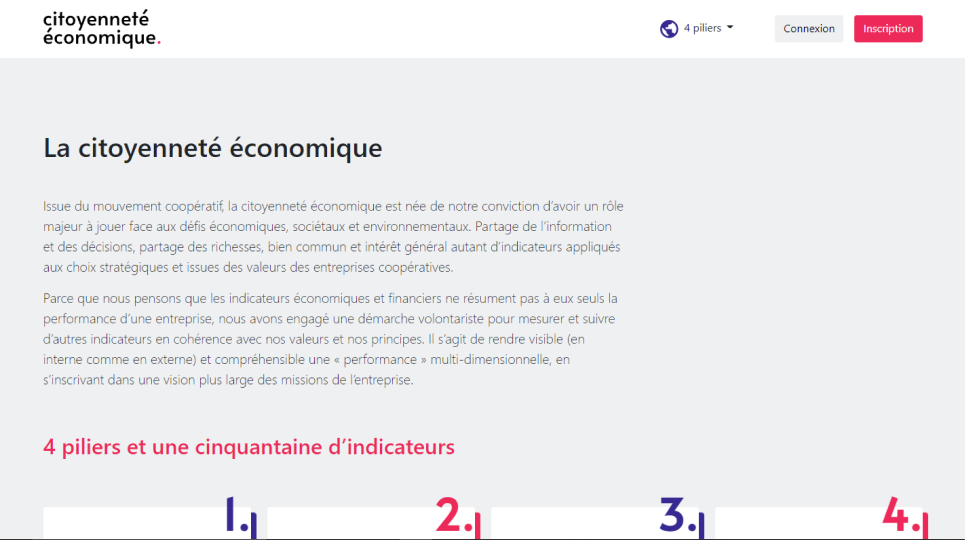 citoyenneté
économique.
4 piliers
Connexion
Inscription
La citoyenneté économique
Issue du mouvement coopératif, la citoyenneté économique est née de notre conviction d’avoir un rôle
majeur à jouer face aux défis économiques, sociétaux et environnementaux. Partage de l’information
et des décisions, partage des richesses, bien commun et intérêt général autant d’indicateurs appliqués
aux choix stratégiques et issues des valeurs des entreprises coopératives.
Parce que nous pensons que les indicateurs économiques et financiers ne résument pas à eux seuls la
performance d’une entreprise, nous avons engagé une démarche volontariste pour mesurer et suivre
d’autres indicateurs en cohérence avec nos valeurs et nos principes. Il s’agit de rendre visible (en
interne comme en externe) et compréhensible une « performance » multi-dimensionnelle, en
s’inscrivant dans une vision plus large des missions de l’entreprise.
4 piliers et une cinquantaine d’indicateurs
1.
2.
3.
4.